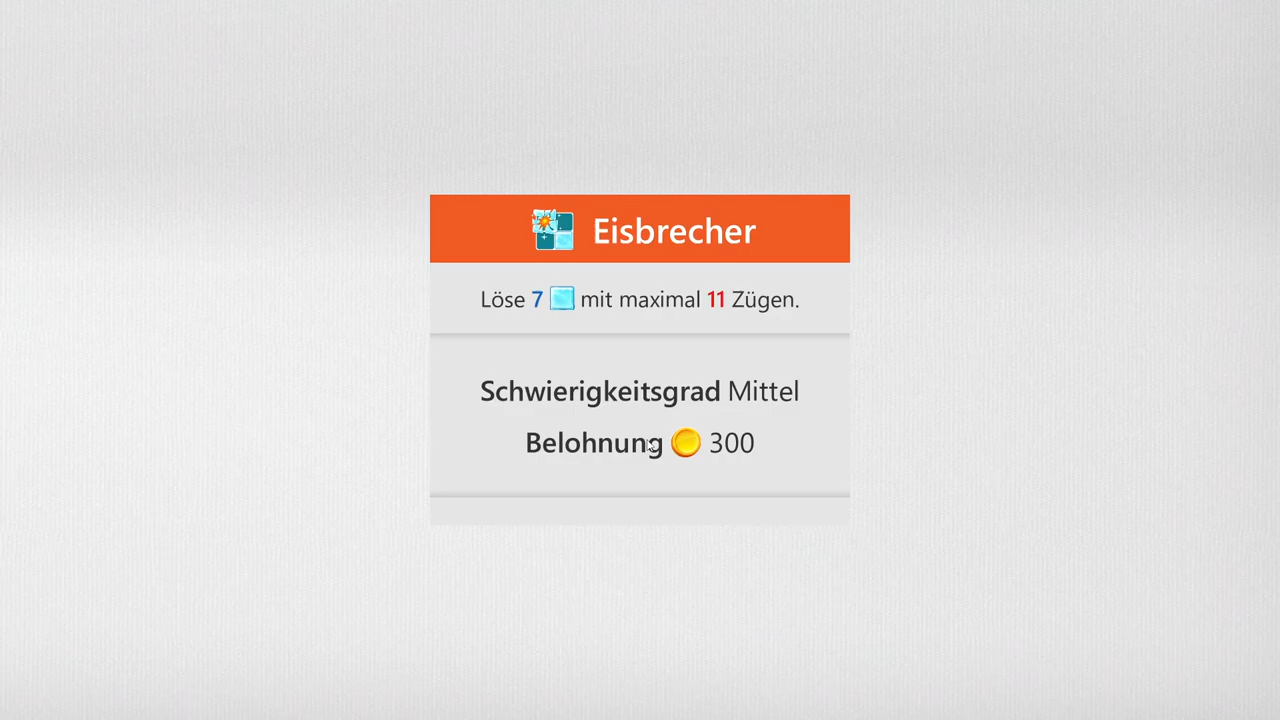 Eisbrecher
Löse 7 mit maximal 11 Zügen.
Schwierigkeitsgrad Mittel
Belohnung 300